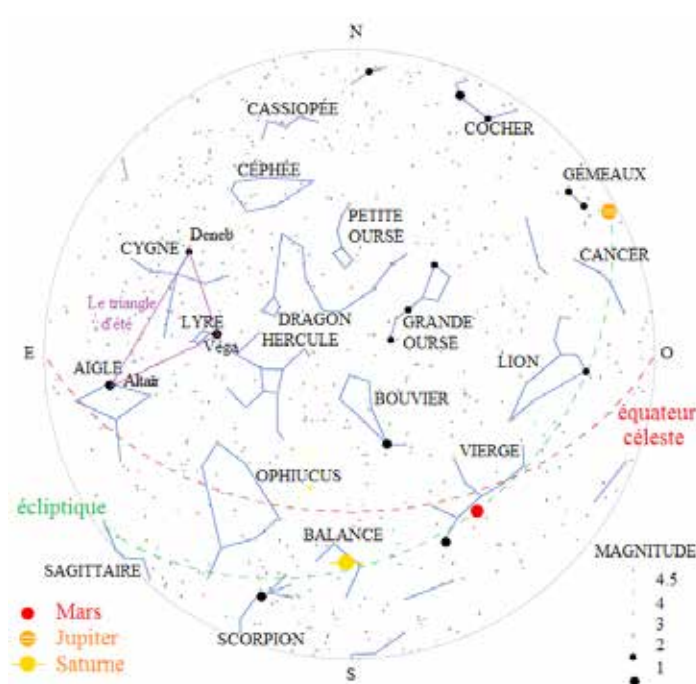 N
CASSIOPÉE
COCHER
CÉPHÉE
GÉMEAUX
PETITE
OURSE
Deneb
CYGNE
CANCER
Le triangle
d'été
LYRE
Véga
DRAGON
HERCULE
GRANDE
OURSE
E
O
LION
AIGLE
Altaïr
BOUVIER
équateur
céleste
VIERGE
OPHIUCUS
écliptique
BALANCE
SAGITTAIRE
MAGNITUDE
4.5
4
3
2
1
Mars
Jupiter
Saturne
SCORPION
S